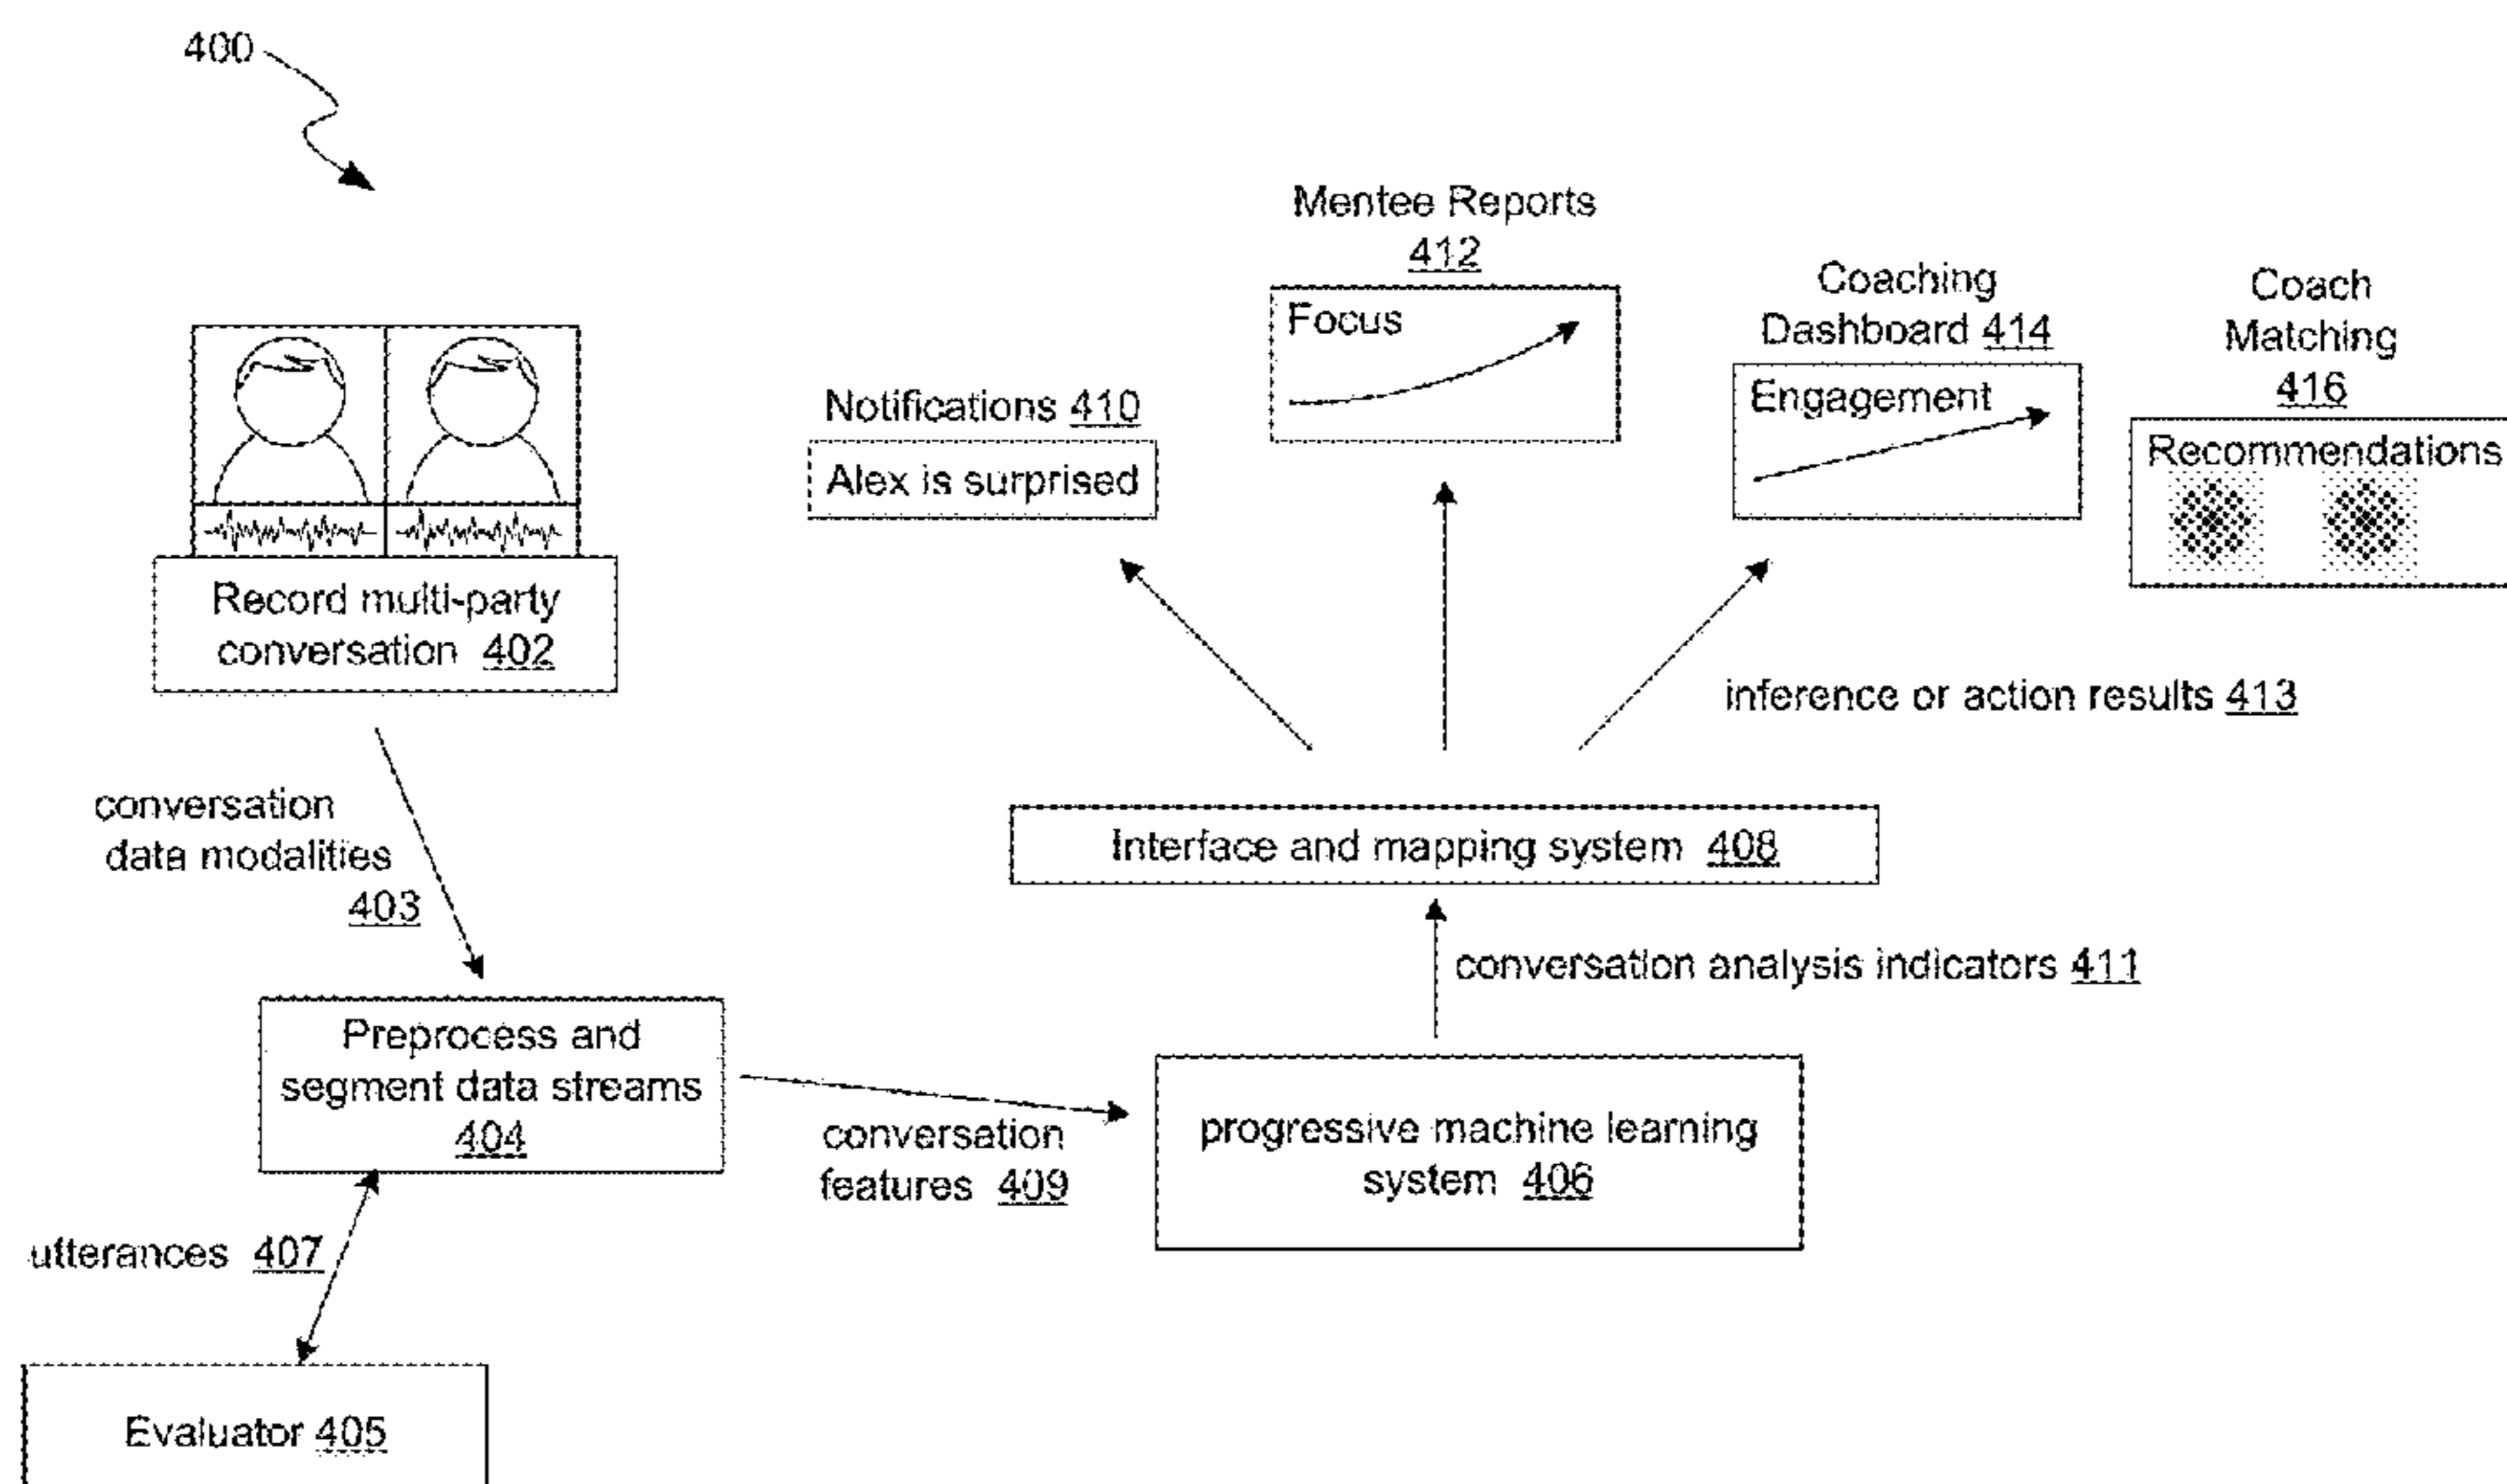 400
Record multi-party
conversation 402
conversation
data modalities
403
Preprocess and
segment data streams
404
utterances 407
Evaluator 405
conversation
features 409
progressive machine learning
system 406
conversation analysis indicators 411
Interface and mapping system 408
inference or action results 413
Notifications 410
Alex is surprised
Mentee Reports
412
Focus
Coaching
Dashboard 414
Engagement
Coach
Matching
416
Recommendations